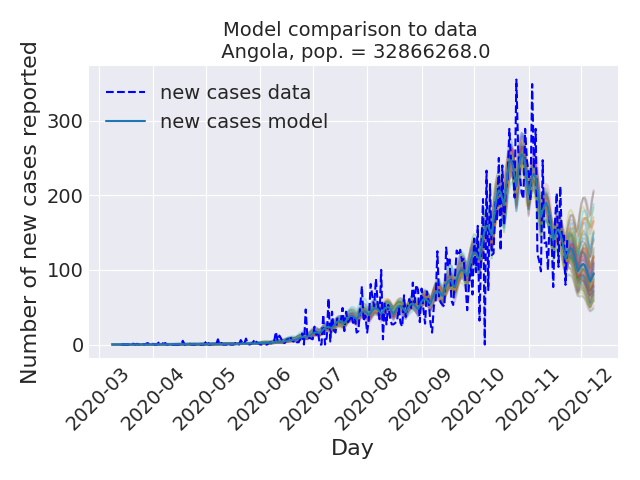 Model comparison to data
Angola, pop. = 32866268.0
new cases data
new cases model
Number of new cases reported
300
200
100
0
2020-03
2020-04
2020-05
2020-06
2020-07
2020-08
2020-09
2020-10
2020-11
2020-12
Day